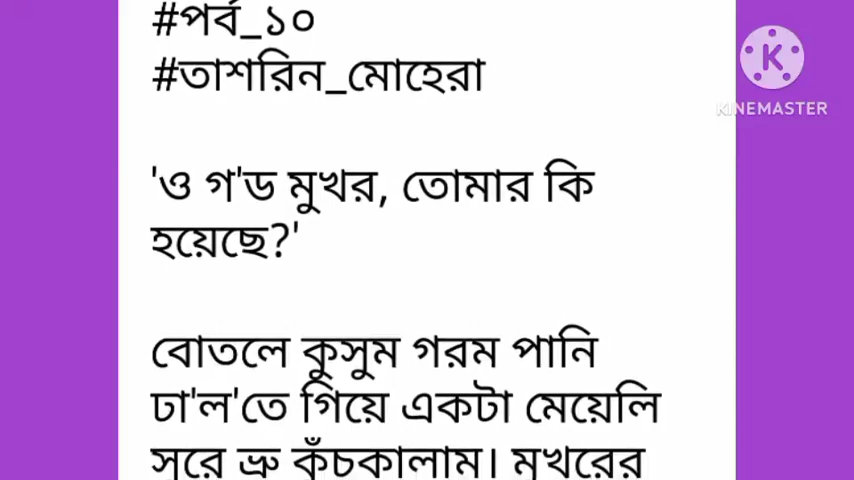 #পর্ব_১০
#তাশরিন_মোহেরা
KINEMASTER
'ও গ'ড মুখর, তোমার কি
হয়েছে?'
বোতলে কুসুম গরম পানি
ঢা'ল'তে গিয়ে একটা মেয়েলি
সুরে ভ্রু কুঁচকালাম। মুখরের